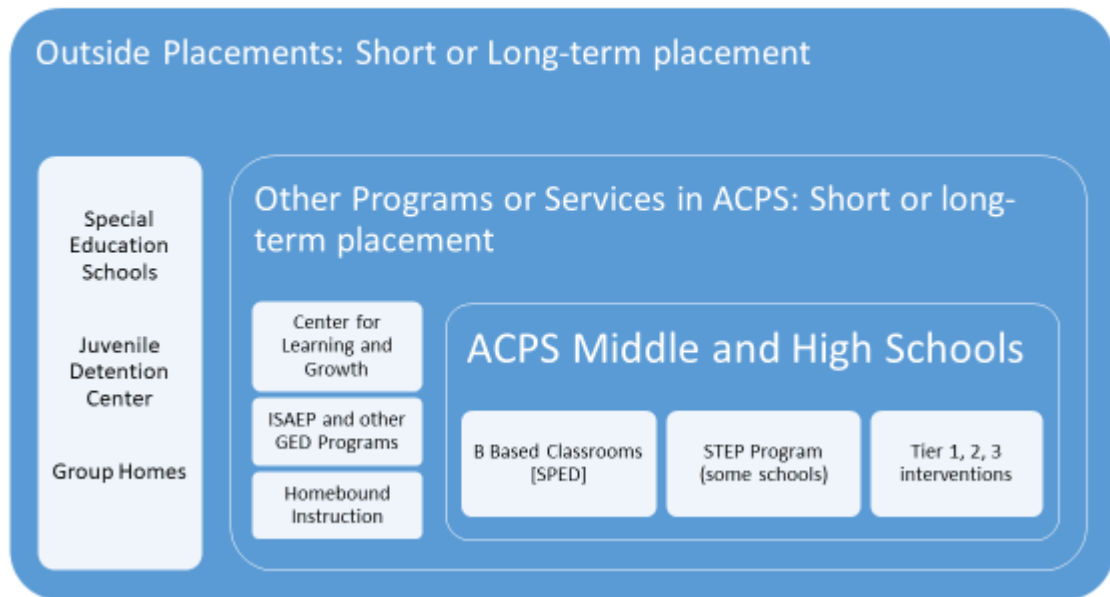 Outside Placements: Short or Long-term placement
Special
Education
Schools
Juvenile
Detention
Center
Group Homes
Other Programs or Services in ACPS: Short or long-
term placement
Center for
Learning and
Growth
ISAEP and other
GED Programs
Homebound
Instruction
ACPS Middle and High Schools
B Based Classrooms
[SPED]
STEP Program
(some schools)
Tier 1, 2, 3
interventions